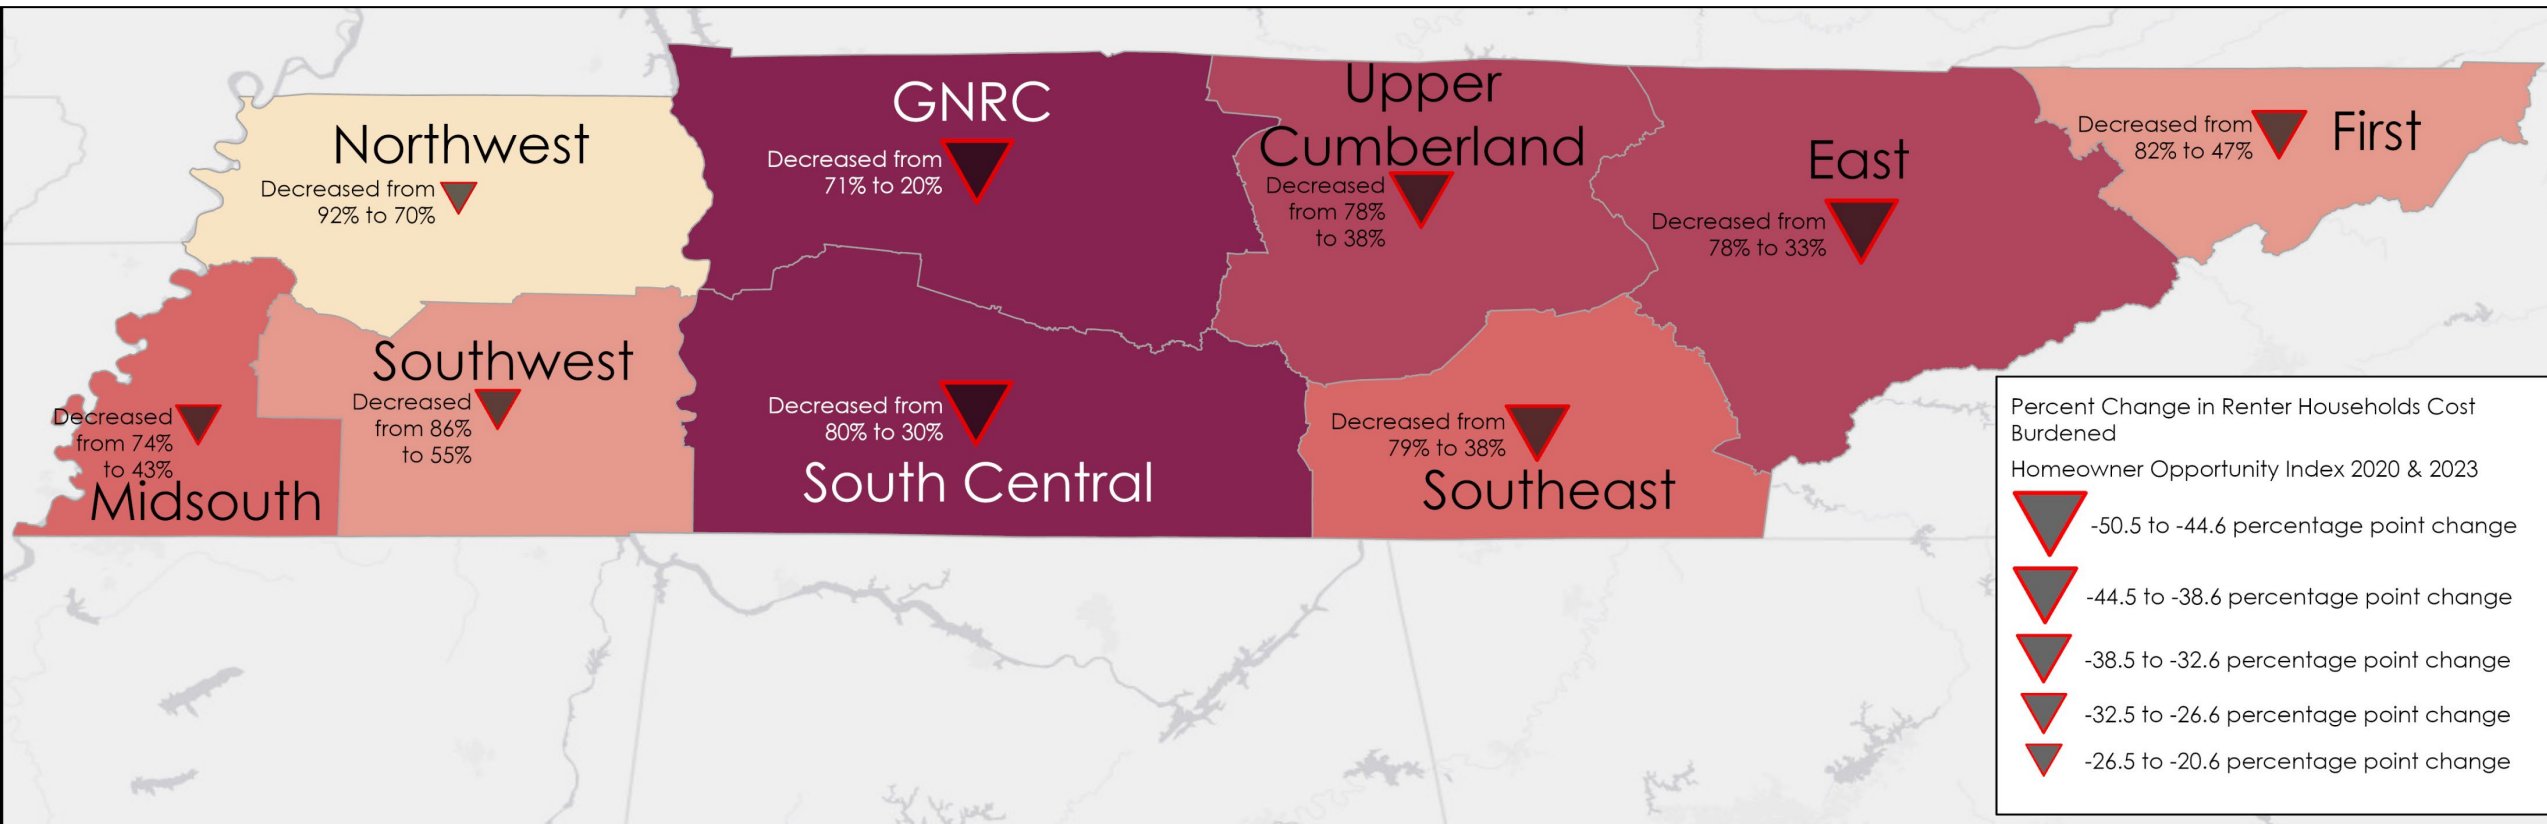 Northwest
Decreased from
92% to 70%
GNRC
Decreased from
71% to 20%
Upper
Cumberland
Decreased
from 78%
to 38%
East
Decreased from
78% to 33%
Decreased from
82% to 47%
First
Decreased
from 74%
to 43%
Midsouth
Southwest
Decreased
from 86%
to 55%
Decreased from
80% to 30%
South Central
Decreased from
79% to 38%
Southeast
Percent Change in Renter Households Cost
Burdened
Homeowner Opportunity Index 2020 & 2023
-50.5 to -44.6 percentage point change
-44.5 to -38.6 percentage point change
-38.5 to -32.6 percentage point change
-32.5 to -26.6 percentage point change
-26.5 to -20.6 percentage point change